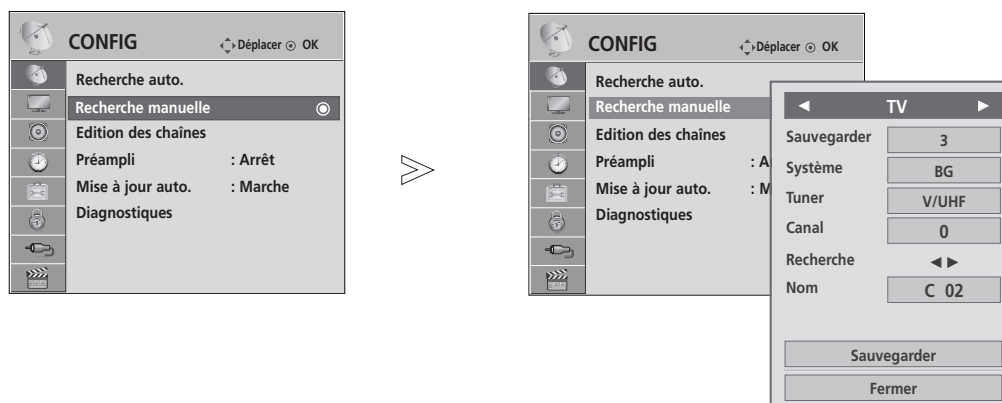 CONFIG
Déplacer OK
Recherche auto.
Recherche manuelle
Edition des chaînes
Préampli : Arrêt
Mise à jour auto. : Marche
Diagnostiques
CONFIG
Déplacer OK
Recherche auto.
Recherche manuelle
Edition des chaînes
Préampli : A
Mise à jour auto. : M
Diagnostiques
◄ TV ►
Sauvegarder 3
Système BG
Tuner V/UHF
Canal 0
Recherche ◄ ►
Nom C 02
Sauvegarder
Fermer